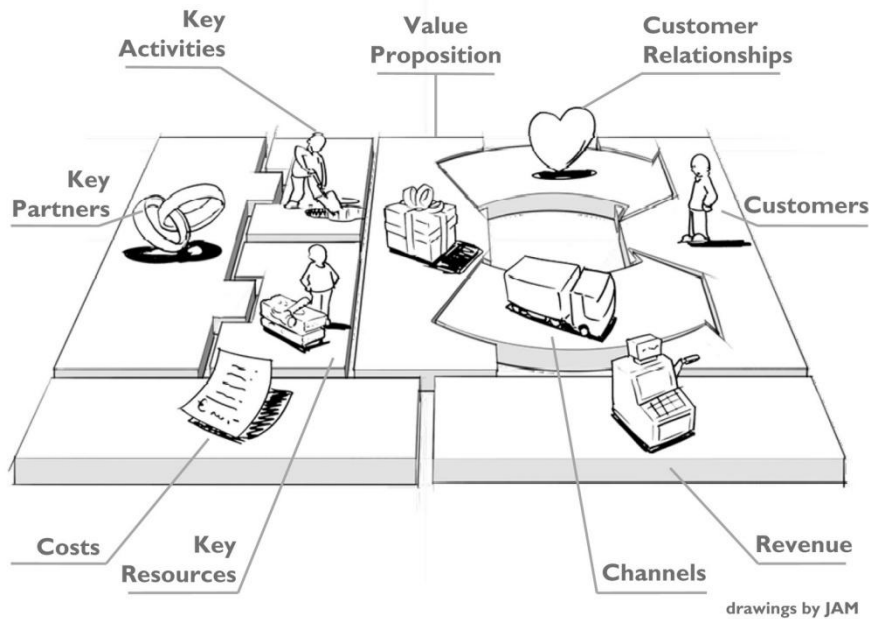 Key
Activities
Value
Proposition
Customer
Relationships
Key
Partners
Customers
Costs
Key
Resources
Channels
Revenue
drawings by JAM